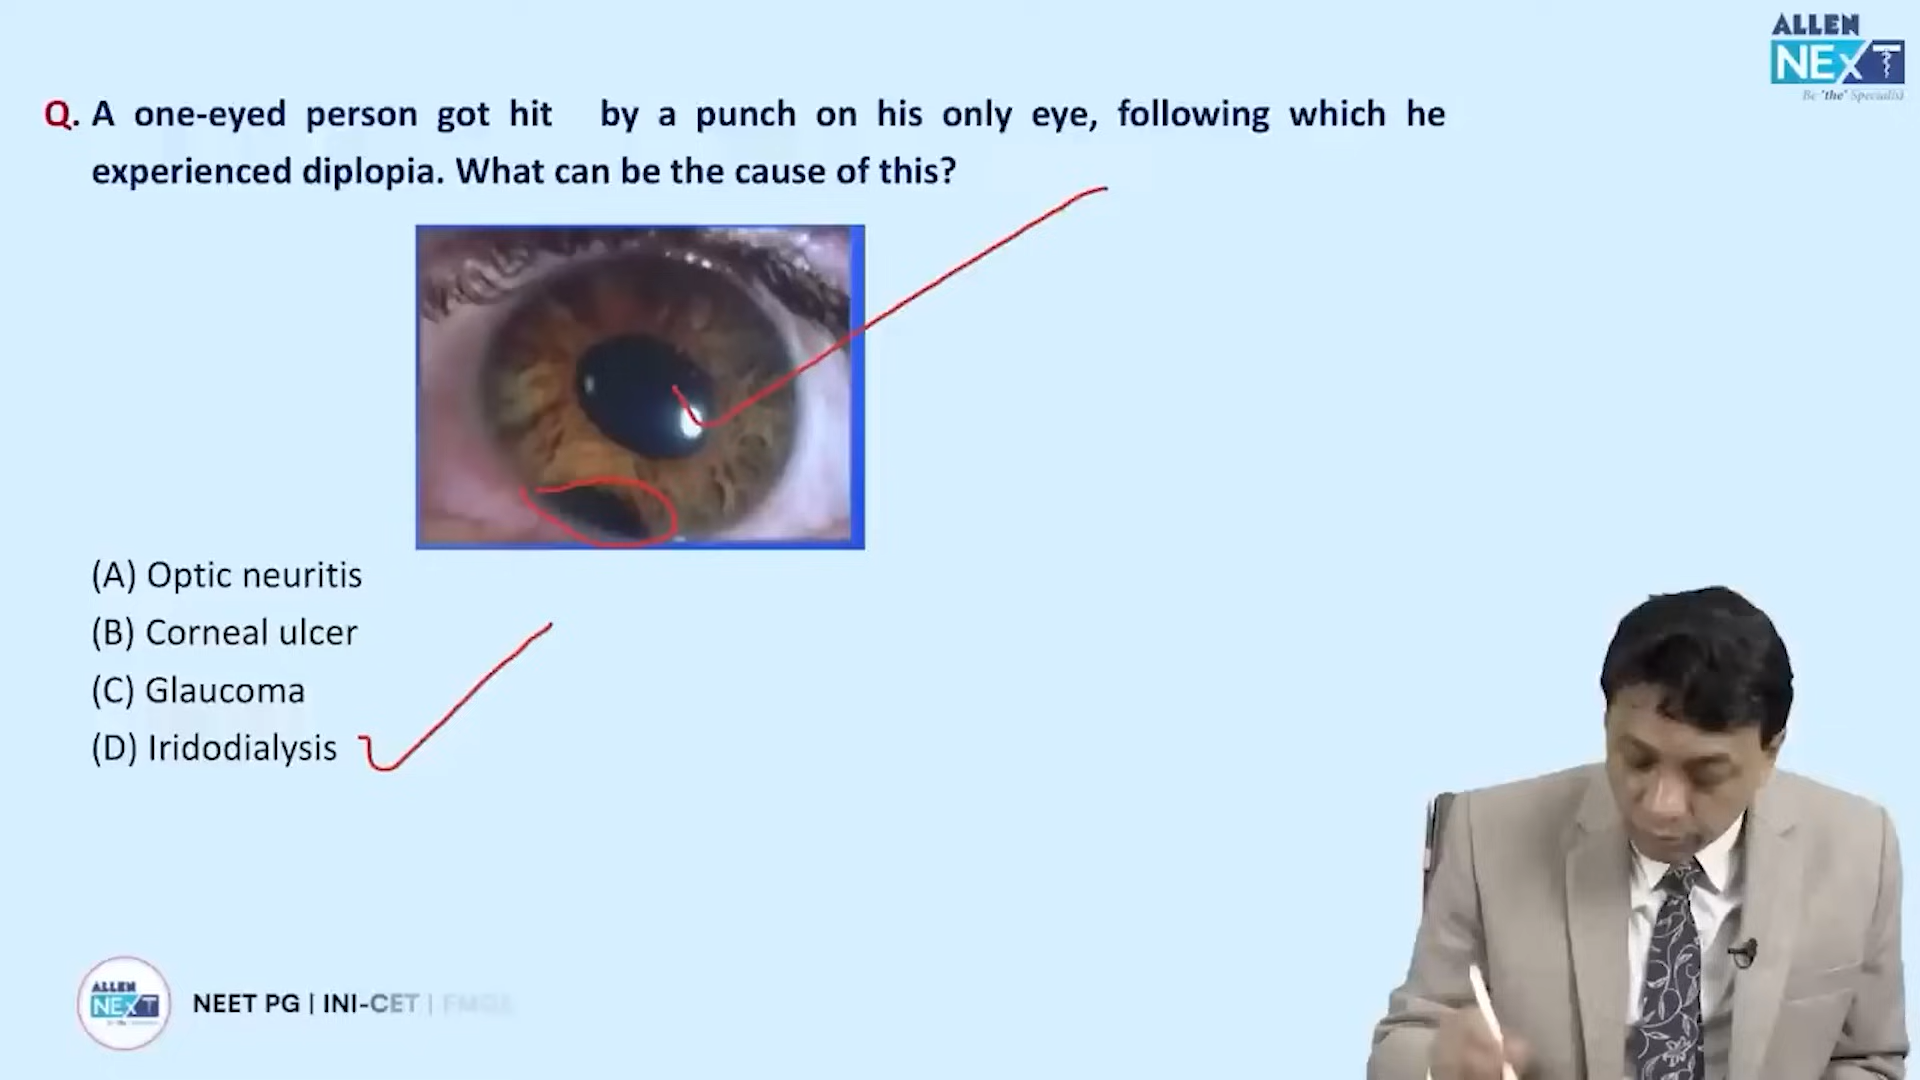 ALLEN
NEXT
Be 'the' Specialist
Q. A one-eyed person got hit by a punch on his only eye, following which he
experienced diplopia. What can be the cause of this?
(A) Optic neuritis
(B) Corneal ulcer
(C) Glaucoma
(D) Iridodialysis
ALLEN
NEXT
NEET PG | INI-CET | FMGE